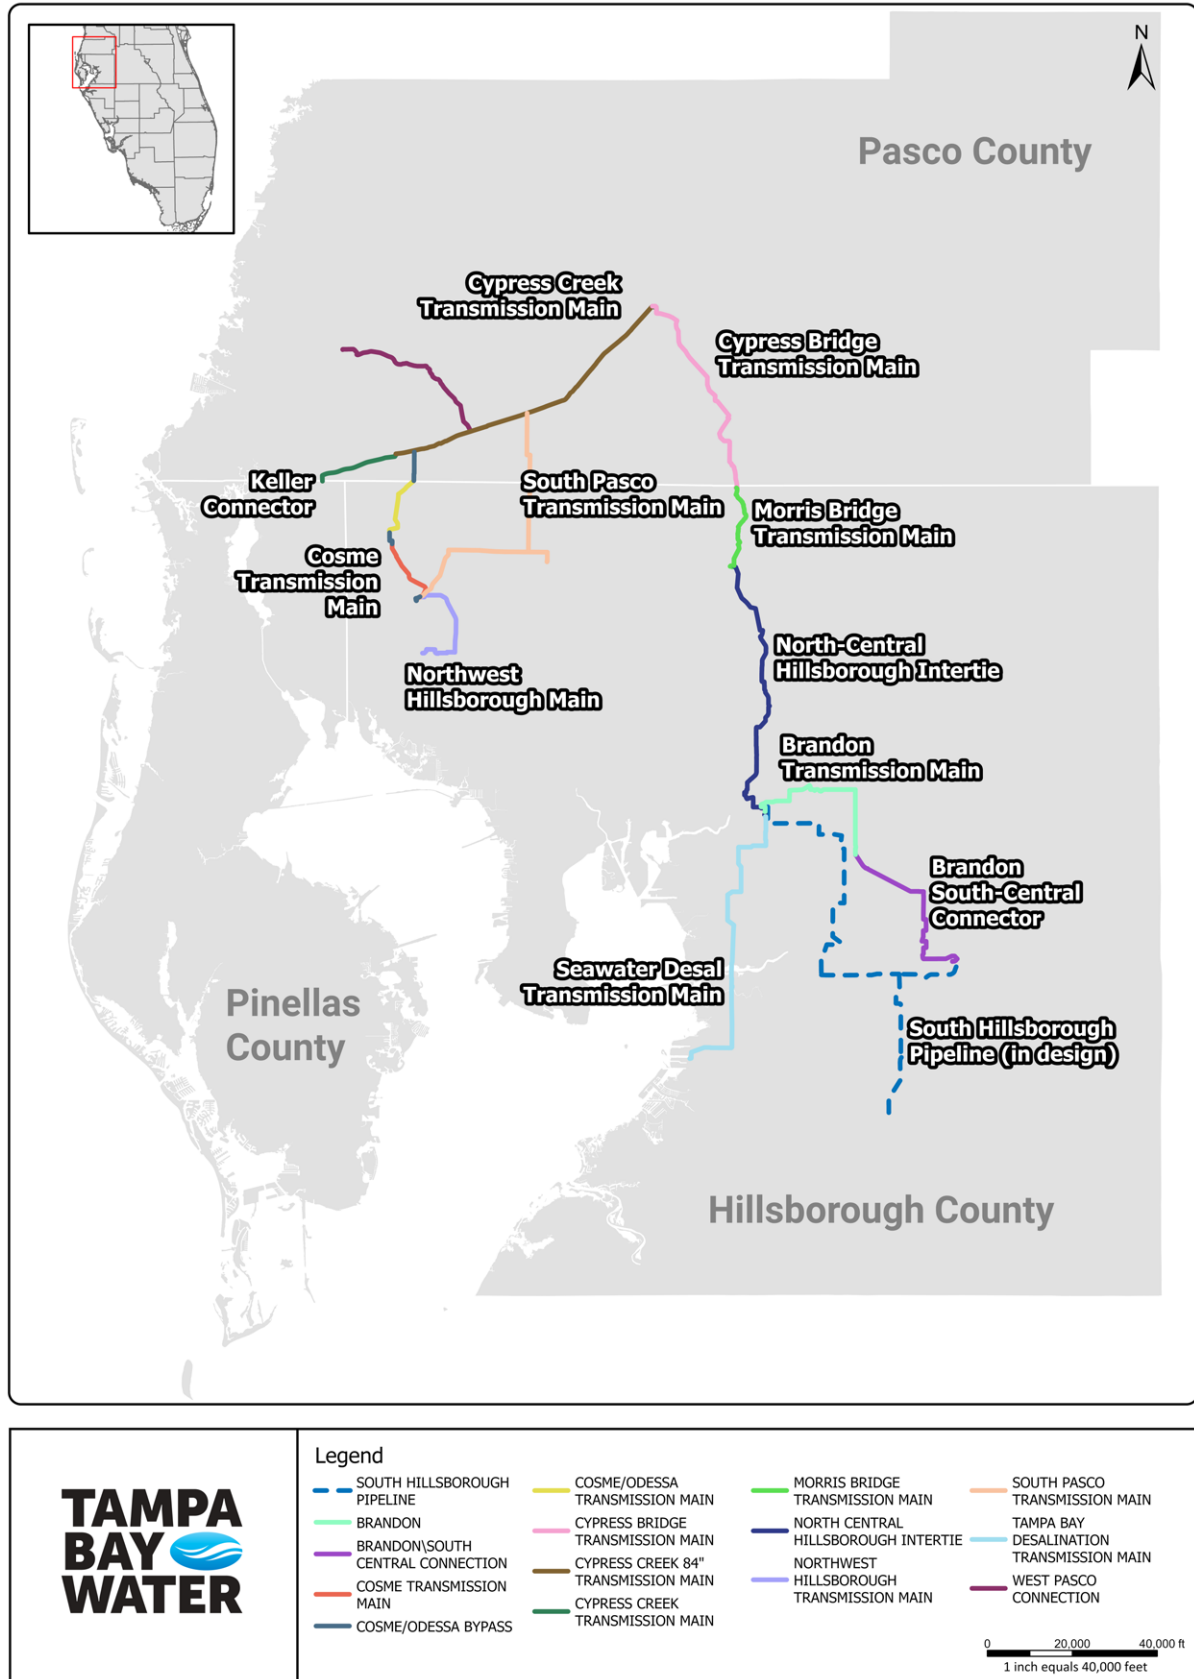 N
Pasco County
Cypress Creek
Transmission Main
Cypress Bridge
Transmission Main
Keller
Connector
South Pasco
Transmission Main
Morris Bridge
Transmission Main
Cosme
Transmission
Main
North-Central
Hillsborough Intertie
Northwest
Hillsborough Main
Brandon
Transmission Main
Brandon
South-Central
Connector
Seawater Desal
Transmission Main
Pinellas
County
South Hillsborough
Pipeline (in design)
Hillsborough County
TAMPA
BAY
WATER
Legend
SOUTH HILLSBOROUGH
PIPELINE
BRANDON
BRANDON\SOUTH
CENTRAL CONNECTION
COSME TRANSMISSION
MAIN
COSME/ODESSA BYPASS
COSME/ODESSA
TRANSMISSION MAIN
CYPRESS BRIDGE
TRANSMISSION MAIN
CYPRESS CREEK 84"
TRANSMISSION MAIN
CYPRESS CREEK
TRANSMISSION MAIN
MORRIS BRIDGE
TRANSMISSION MAIN
NORTH CENTRAL
HILLSBOROUGH INTERTIE
NORTHWEST
HILLSBOROUGH
TRANSMISSION MAIN
SOUTH PASCO
TRANSMISSION MAIN
TAMPA BAY
DESALINATION
TRANSMISSION MAIN
WEST PASCO
CONNECTION
0 20,000 40,000 ft
1 inch equals 40,000 feet